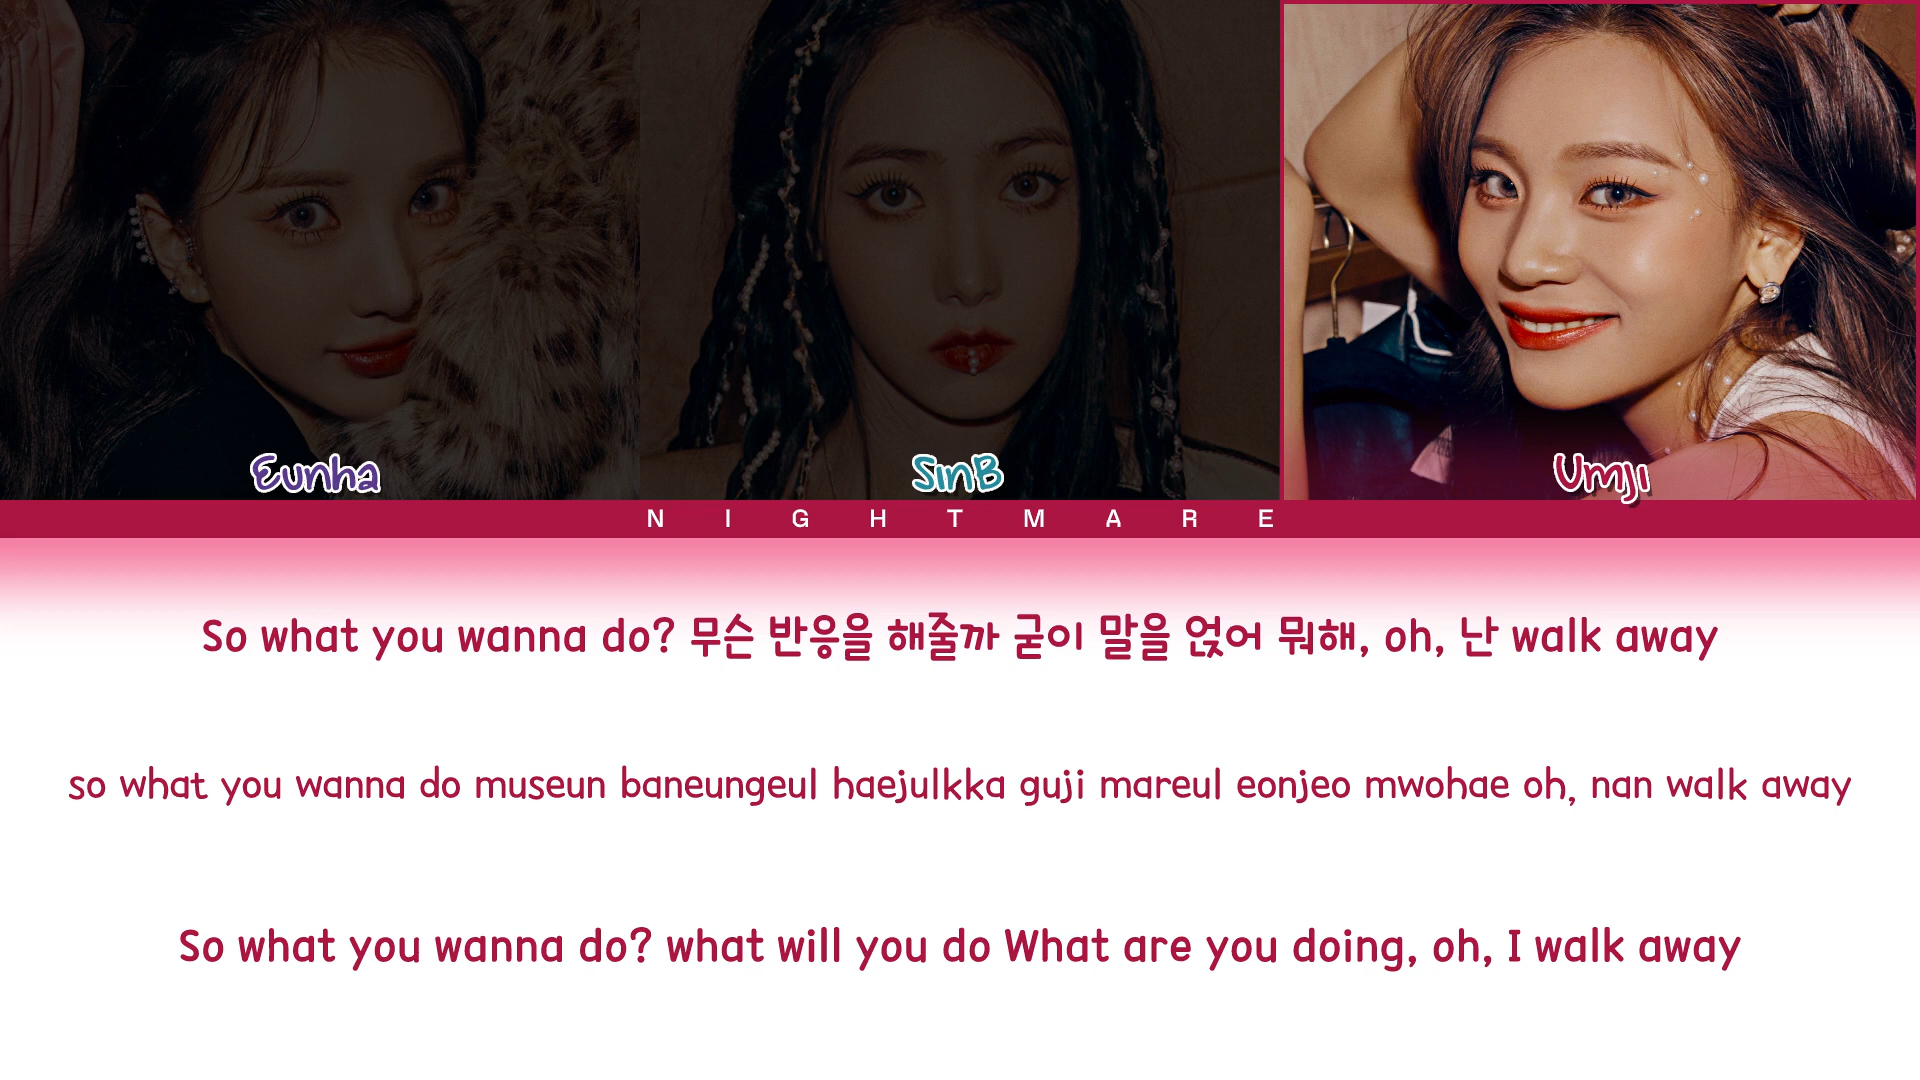 Eunha
SinB
Umji
NIGHTMARE
So what you wanna do? 무슨 반응을 해줄까 굳이 말을 얹어 뭐해, oh, 난 walk away
so what you wanna do museun baneungeul haejulkka guji mareul eonjeo mwohae oh, nan walk away
So what you wanna do? what will you do What are you doing, oh, I walk away